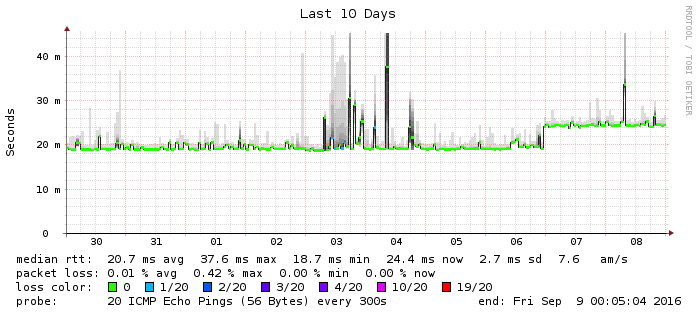 Last 10 Days
RRDTOOL / TOBI OETIKER
Seconds
40 m
30 m
20 m
10 m
0
30 31 01 02 03 04 05 06 07 08
median rtt: 20.7 ms avg 37.6 ms max 18.7 ms min 24.4 ms now 2.7 ms sd 7.6 am/s
packet loss: 0.01 % avg 0.42 % max 0.00 % min 0.00 % now
loss color: 0 1/20 2/20 3/20 4/20 10/20 19/20
probe: 20 ICMP Echo Pings (56 Bytes) every 300s end: Fri Sep 9 00:05:04 2016